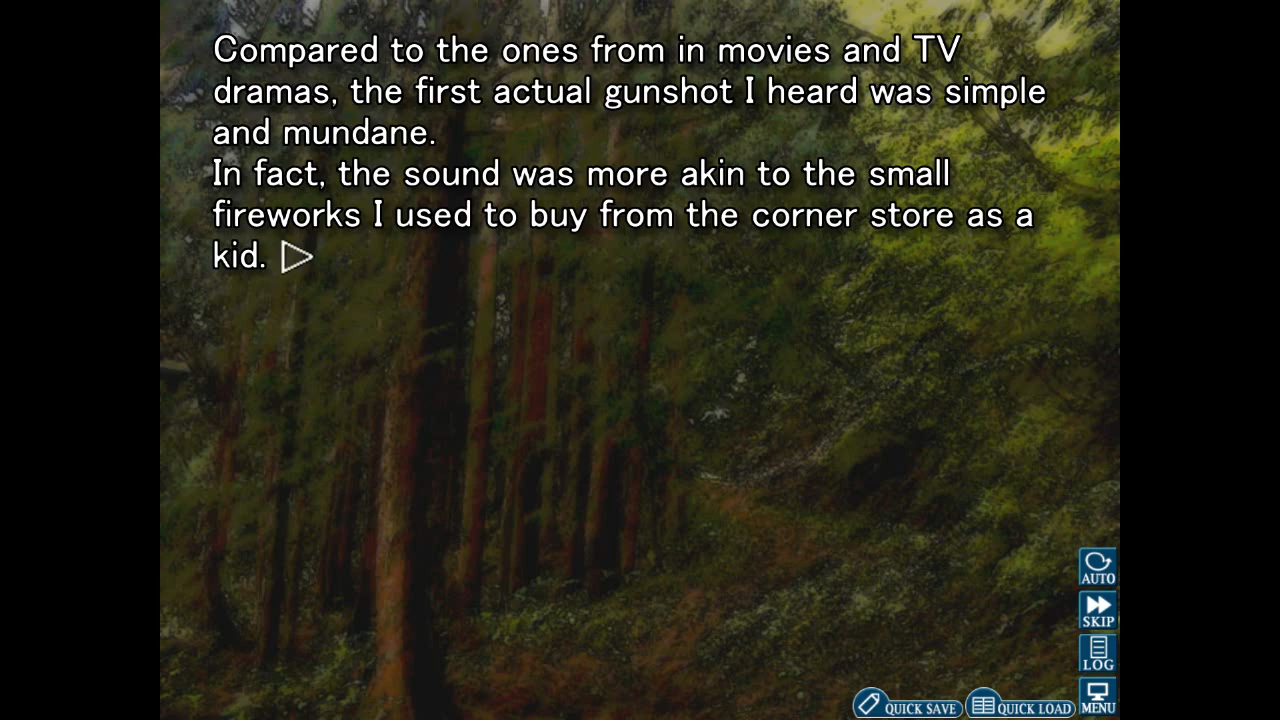 Compared to the ones from in movies and TV
dramas, the first actual gunshot I heard was simple
and mundane.
In fact, the sound was more akin to the small
fireworks I used to buy from the corner store as a
kid.
AUTO
SKIP
LOG
MENU
QUICK SAVE
QUICK LOAD